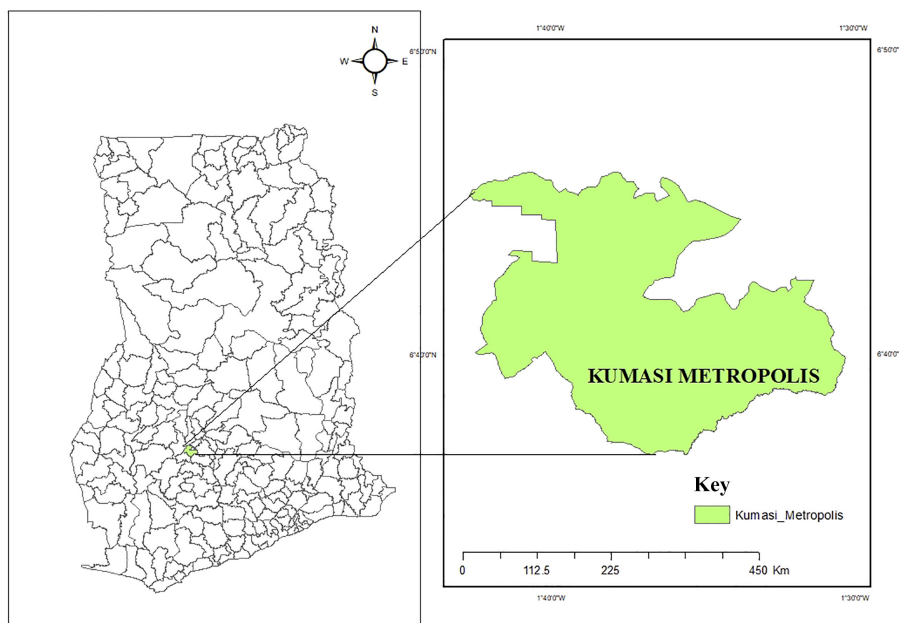 N
W E
S
1°40'0"W 1°30'0"W
6°50'0"N 6°50'0"
6°40'0"N 6°40'0"
KUMASI METROPOLIS
Key
Kumasi_Metropolis
0 112.5 225 450 Km
1°40'0"W 1°30'0"W